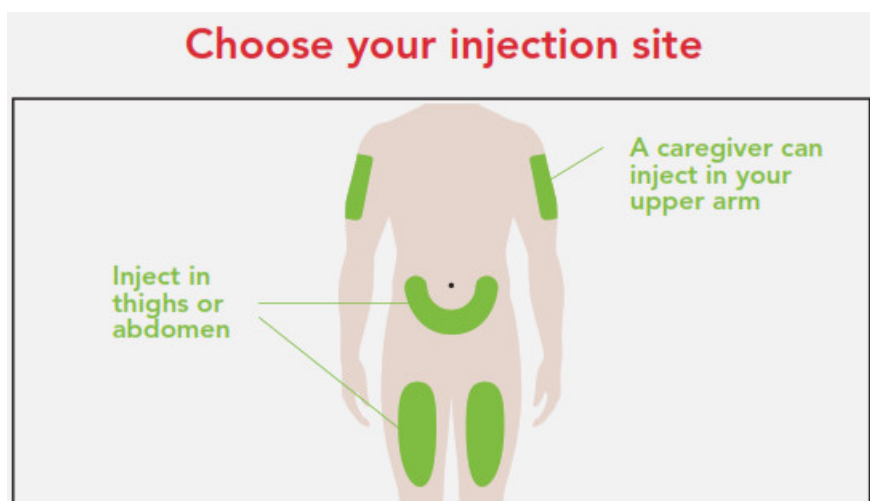 Choose your injection site
A caregiver can
inject in your
upper arm
Inject in
thighs or
abdomen